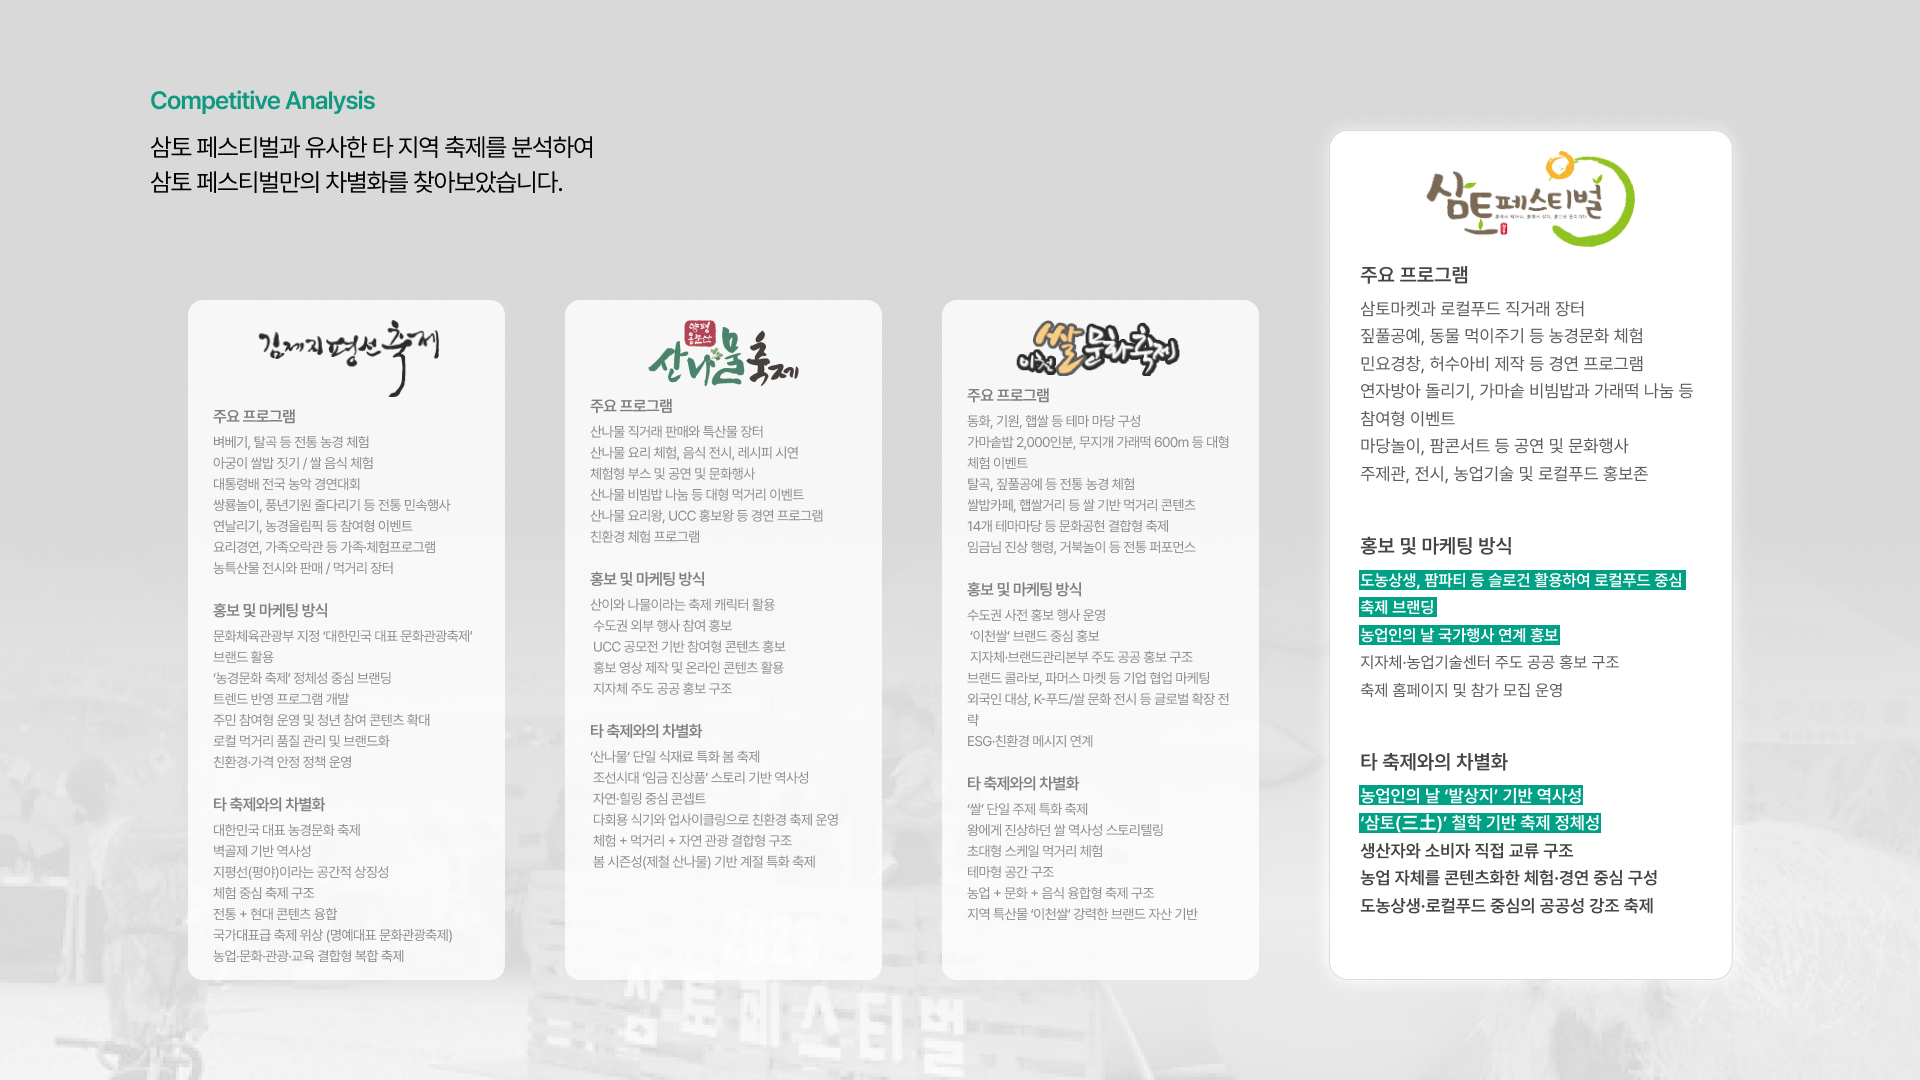 Competitive Analysis
삼토 페스티벌과 유사한 타 지역 축제를 분석하여
삼토 페스티벌만의 차별화를 찾아보았습니다.
김제지평선축제
주요 프로그램
벼베기, 탈곡 등 전통 농경 체험
아궁이 쌀밥 짓기 / 쌀 음식 체험
대통령배 전국 농악 경연대회
쌍룡놀이, 풍년기원 줄다리기 등 전통 민속행사
연날리기, 농경올림픽 등 참여형 이벤트
요리경연, 가족오락관 등 가족·체험프로그램
농특산물 전시와 판매 / 먹거리 장터
홍보 및 마케팅 방식
문화체육관광부 지정 ‘대한민국 대표 문화관광축제’
브랜드 활용
‘농경문화 축제’ 정체성 중심 브랜딩
트렌드 반영 프로그램 개발
주민 참여형 운영 및 청년 참여 콘텐츠 확대
로컬 먹거리 품질 관리 및 브랜드화
친환경·가격 안정 정책 운영
타 축제와의 차별화
대한민국 대표 농경문화 축제
벽골제 기반 역사성
지평선(평야)이라는 공간적 상징성
체험 중심 축제 구조
전통 + 현대 콘텐츠 융합
국가대표급 축제 위상 (명예대표 문화관광축제)
농업·문화·관광·교육 결합형 복합 축제
양평
용문산
산나물축제
주요 프로그램
산나물 직거래 판매와 특산물 장터
산나물 요리 체험, 음식 전시, 레시피 시연
체험형 부스 및 공연 및 문화행사
산나물 비빔밥 나눔 등 대형 먹거리 이벤트
산나물 요리왕, UCC 홍보왕 등 경연 프로그램
친환경 체험 프로그램
홍보 및 마케팅 방식
산이와 나물이라는 축제 캐릭터 활용
수도권 외부 행사 참여 홍보
UCC 공모전 기반 참여형 콘텐츠 홍보
홍보 영상 제작 및 온라인 콘텐츠 활용
지자체 주도 공공 홍보 구조
타 축제와의 차별화
‘산나물’ 단일 식재료 특화 봄 축제
조선시대 ‘임금 진상품’ 스토리 기반 역사성
자연·힐링 중심 콘셉트
다회용 식기와 업사이클링으로 친환경 축제 운영
체험 + 먹거리 + 자연 관광 결합형 구조
봄 시즌성(제철 산나물) 기반 계절 특화 축제
이천쌀문화축제
주요 프로그램
동화, 기원, 햅쌀 등 테마 마당 구성
가마솥밥 2,000인분, 무지개 가래떡 600m 등 대형
체험 이벤트
탈곡, 짚풀공예 등 전통 농경 체험
쌀밥카페, 햅쌀거리 등 쌀 기반 먹거리 콘텐츠
14개 테마마당 등 문화공현 결합형 축제
임금님 진상 행령, 거북놀이 등 전통 퍼포먼스
홍보 및 마케팅 방식
수도권 사전 홍보 행사 운영
‘이천쌀’ 브랜드 중심 홍보
지자체·브랜드관리본부 주도 공공 홍보 구조
브랜드 콜라보, 파머스 마켓 등 기업 협업 마케팅
외국인 대상, K-푸드/쌀 문화 전시 등 글로벌 확장 전
략
ESG·친환경 메시지 연계
타 축제와의 차별화
‘쌀’ 단일 주제 특화 축제
왕에게 진상하던 쌀 역사성 스토리텔링
초대형 스케일 먹거리 체험
테마형 공간 구조
농업 + 문화 + 음식 융합형 축제 구조
지역 특산물 ‘이천쌀’ 강력한 브랜드 자산 기반
삼토페스티벌
주요 프로그램
삼토마켓과 로컬푸드 직거래 장터
짚풀공예, 동물 먹이주기 등 농경문화 체험
민요경창, 허수아비 제작 등 경연 프로그램
연자방아 돌리기, 가마솥 비빔밥과 가래떡 나눔 등
참여형 이벤트
마당놀이, 팜콘서트 등 공연 및 문화행사
주제관, 전시, 농업기술 및 로컬푸드 홍보존
홍보 및 마케팅 방식
도농상생, 팜파티 등 슬로건 활용하여 로컬푸드 중심
축제 브랜딩
농업인의 날 국가행사 연계 홍보
지자체·농업기술센터 주도 공공 홍보 구조
축제 홈페이지 및 참가 모집 운영
타 축제와의 차별화
농업인의 날 ‘발상지’ 기반 역사성
‘삼토(三土)’ 철학 기반 축제 정체성
생산자와 소비자 직접 교류 구조
농업 자체를 콘텐츠화한 체험·경연 중심 구성
도농상생·로컬푸드 중심의 공공성 강조 축제
2023
삼토페스티벌